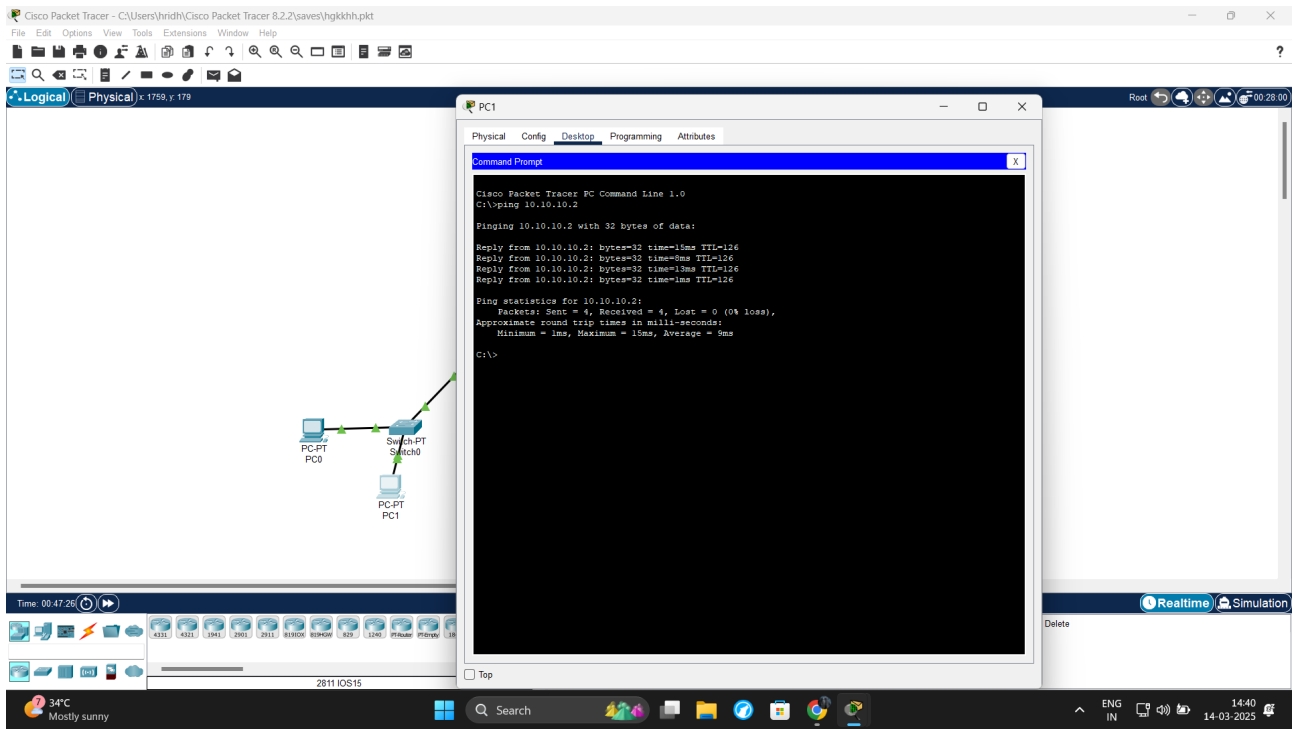 Cisco Packet Tracer - C:\Users\hridh\Cisco Packet Tracer 8.2.2\saves\hgkkhh.pkt
File Edit Options View Tools Extensions Window Help
?
Logical Physical x: 1759, y: 179
Root 00:28:00
PC1
Physical Config Desktop Programming Attributes
Command Prompt X
Cisco Packet Tracer PC Command Line 1.0
C:\>ping 10.10.10.2
Pinging 10.10.10.2 with 32 bytes of data:
Reply from 10.10.10.2: bytes=32 time=15ms TTL=126
Reply from 10.10.10.2: bytes=32 time=8ms TTL=126
Reply from 10.10.10.2: bytes=32 time=13ms TTL=126
Reply from 10.10.10.2: bytes=32 time=1ms TTL=126
Ping statistics for 10.10.10.2:
Packets: Sent = 4, Received = 4, Lost = 0 (0% loss),
Approximate round trip times in milli-seconds:
Minimum = 1ms, Maximum = 15ms, Average = 9ms
C:\>
PC-PT
PC0
Switch-PT
Switch0
PC-PT
PC1
Top
Time: 00:47:26
Realtime Simulation
4331 4321 1941 2901 2911 819IOX 819HGW 829 1240 PT-Router PT-Empty 18
2811 IOS15
Delete
7
34°C
Mostly sunny
Search
ENG
IN
14:40
14-03-2025